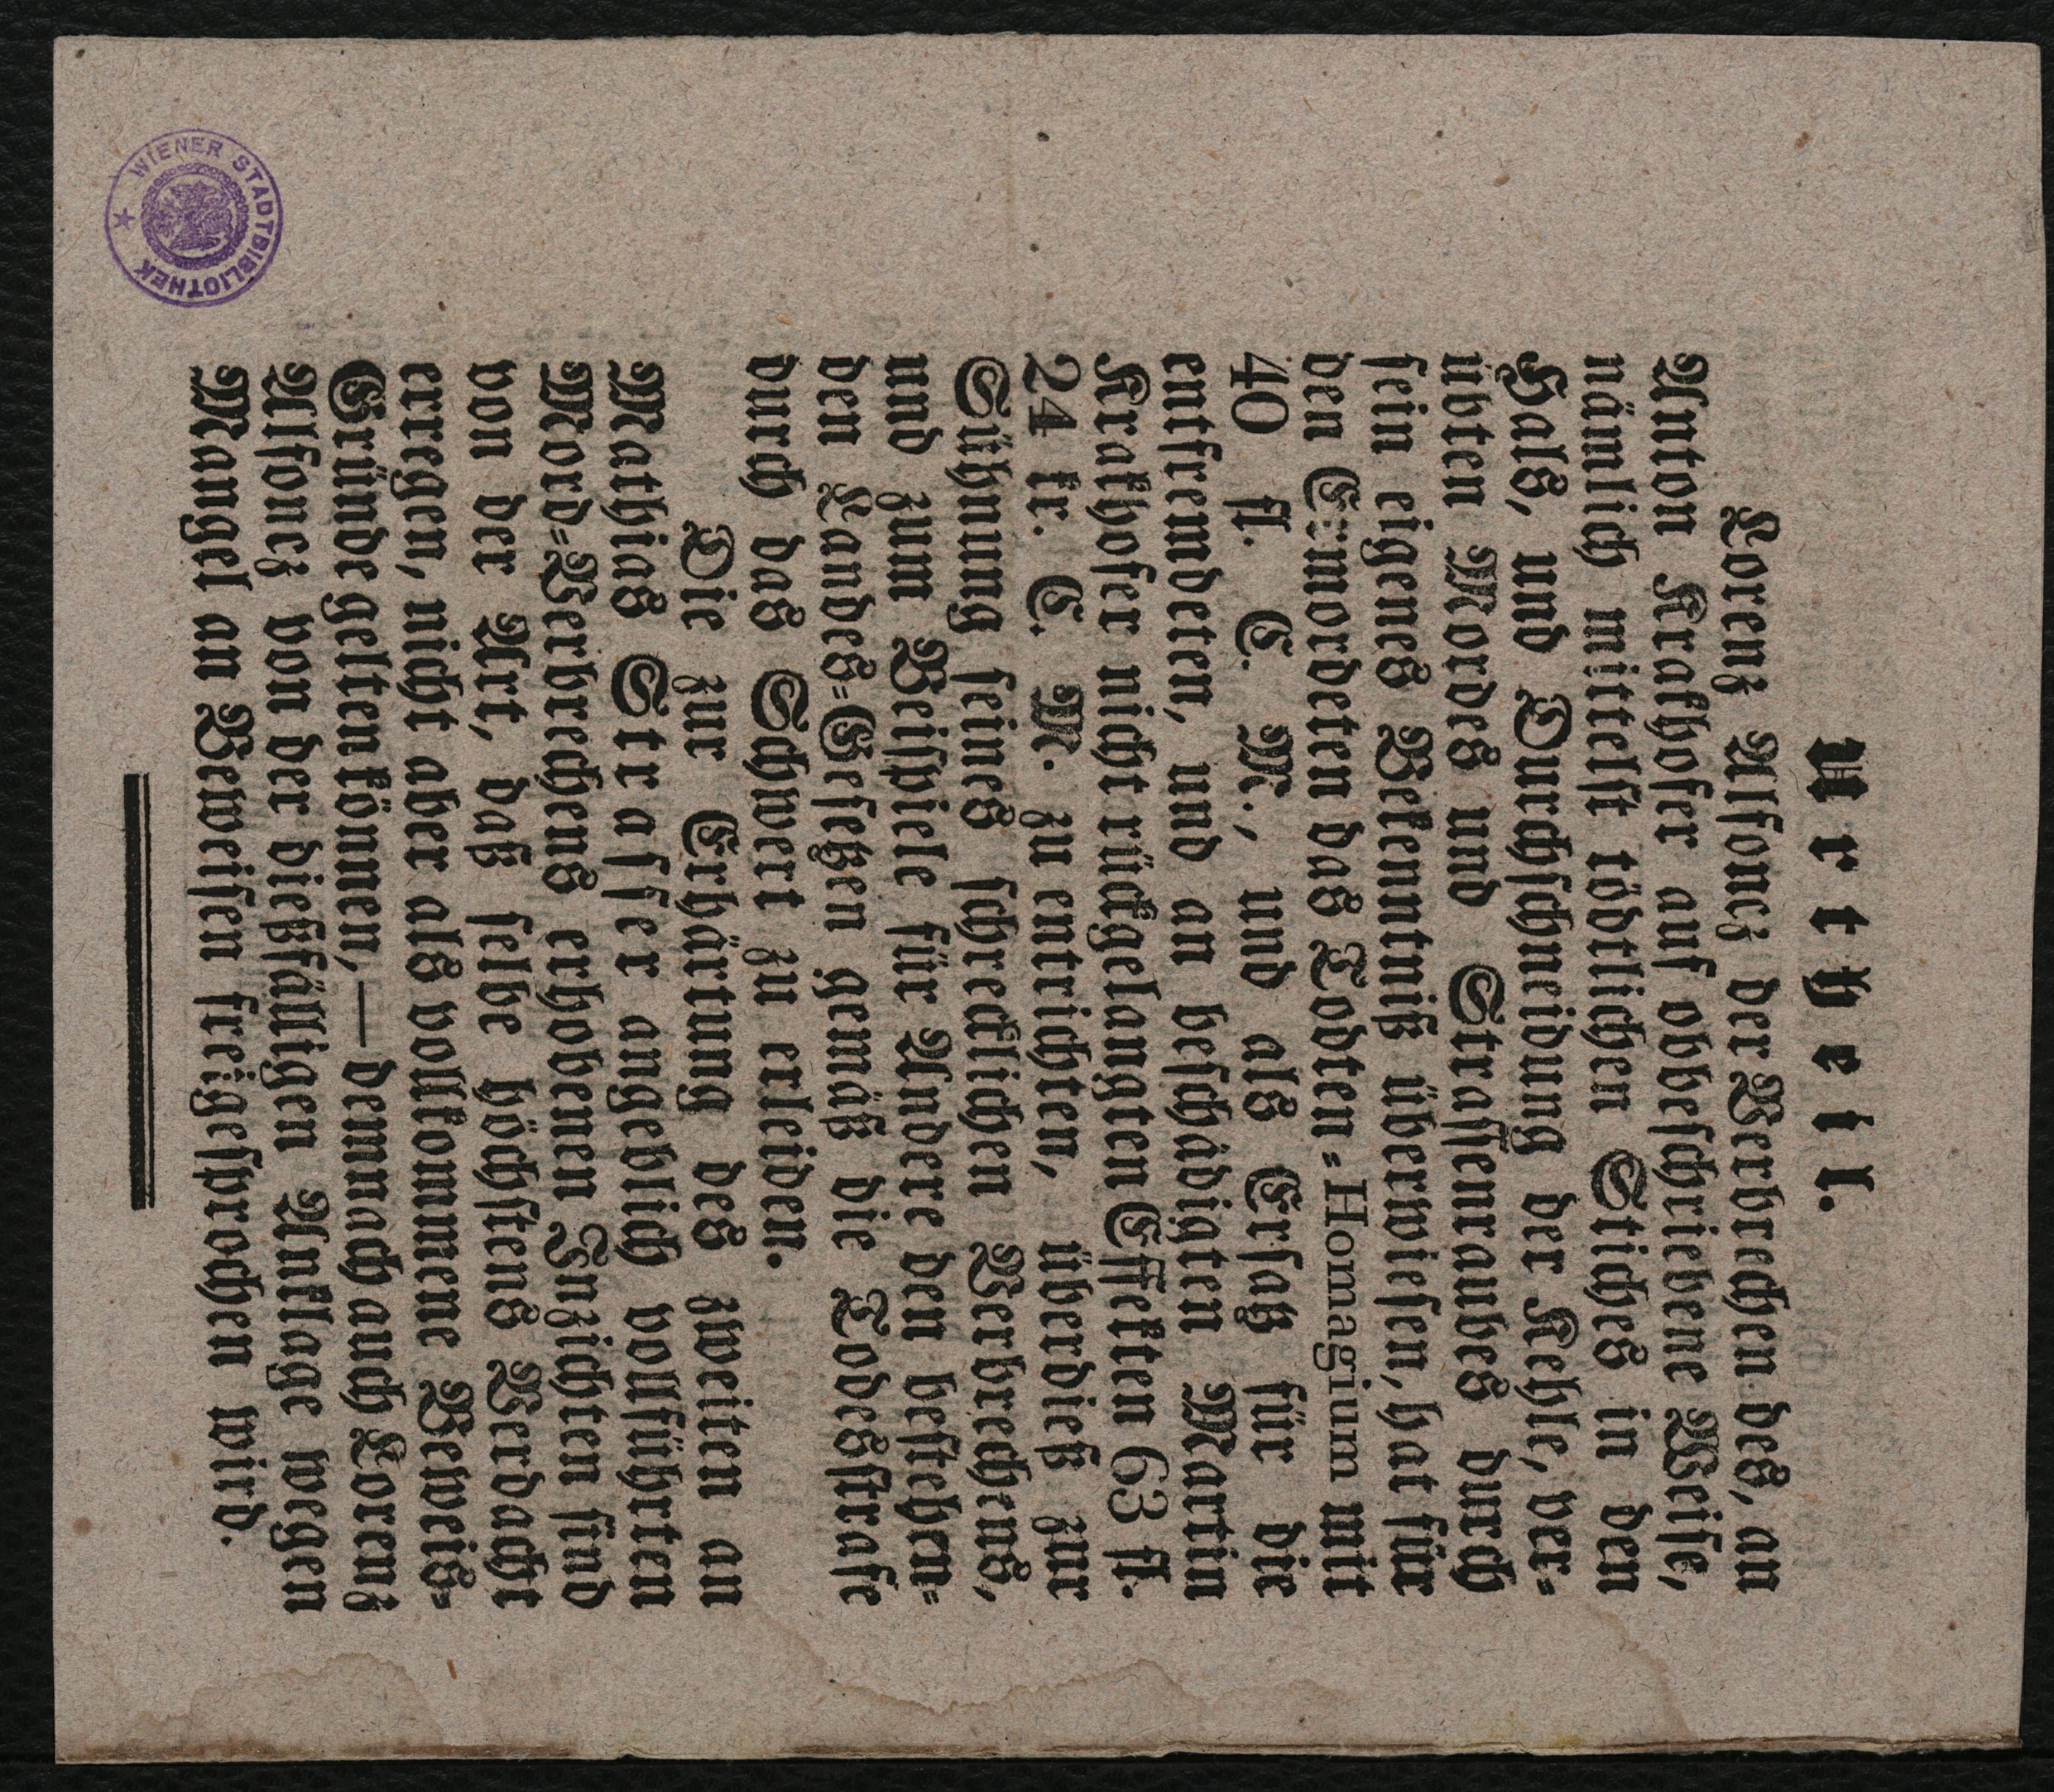 Urtheil.
Lorenz Alfoncz der Verbrechen des, an
Anton Krakhofer auf obbeschriebene Weise,
nämlich mittelst tödtlichen Stiches in den
Hals, und Durchschneidung der Kehle, ver-
übten Mordes und Strassenraubes durch
sein eigenes Bekenntniß überwiesen, hat für
den Ermordeten das Todten-Homagium mit
40 fl. C. M., und als Ersatz für die
entfremdeten, und an beschädigten Martin
Krakhofer nicht rückgelangten Effekten 63 fl.
24 kr. C. M. zu entrichten, überdieß zur
Sühnung seines schrecklichen Verbrechens,
und zum Beispiele für Andere den bestehen-
den Landes-Gesetzen gemäß die Todesstrafe
durch das Schwert zu erleiden.
Die zur Erhärtung des zweiten an
Mathias Strasser angeblich vollführten
Mord-Verbrechens erhobenen Inzichten sind
von der Art, daß selbe höchstens Verdacht
erregen, nicht aber als vollkommene Beweis-
Gründe gelten können, — demnach auch Lorenz
Alfoncz von der dießfälligen Anklage wegen
Mangel an Beweisen freigesprochen wird.
WIENER STADTBIBLIOTHEK